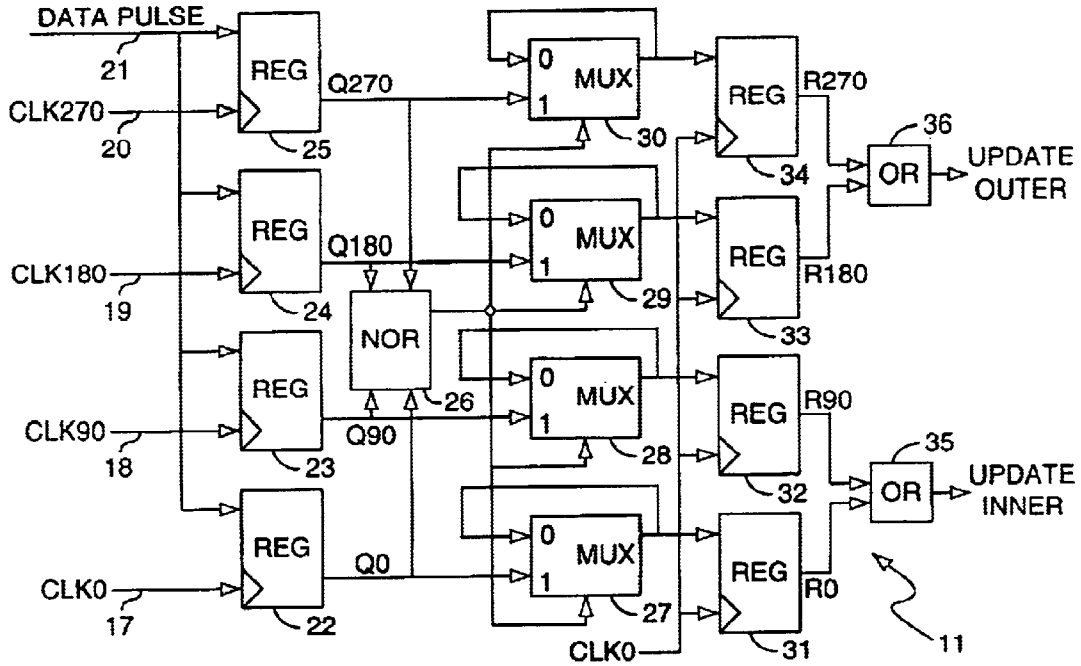 DATA PULSE
21
CLK270
20
REG
25
Q270
0
1
MUX
30
REG
34
R270
36
OR
UPDATE
OUTER
CLK180
19
REG
24
Q180
0
1
MUX
29
REG
33
R180
NOR
26
CLK90
18
REG
23
Q90
0
1
MUX
28
REG
32
R90
35
OR
UPDATE
INNER
CLK0
17
REG
22
Q0
0
1
MUX
27
CLK0
REG
31
R0
11